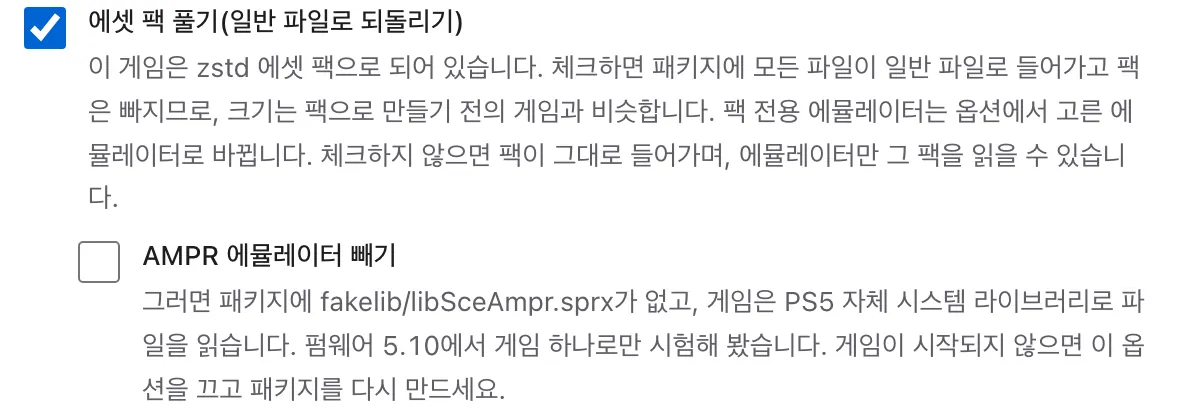 에셋 팩 풀기(일반 파일로 되돌리기)
이 게임은 zstd 에셋 팩으로 되어 있습니다. 체크하면 패키지에 모든 파일이 일반 파일로 들어가고 팩
은 빠지므로, 크기는 팩으로 만들기 전의 게임과 비슷합니다. 팩 전용 에뮬레이터는 옵션에서 고른 에
뮬레이터로 바뀝니다. 체크하지 않으면 팩이 그대로 들어가며, 에뮬레이터만 그 팩을 읽을 수 있습니
다.
AMPR 에뮬레이터 빼기
그러면 패키지에 fakelib/libSceAmpr.sprx가 없고, 게임은 PS5 자체 시스템 라이브러리로 파
일을 읽습니다. 펌웨어 5.10에서 게임 하나로만 시험해 봤습니다. 게임이 시작되지 않으면 이 옵
션을 끄고 패키지를 다시 만드세요.